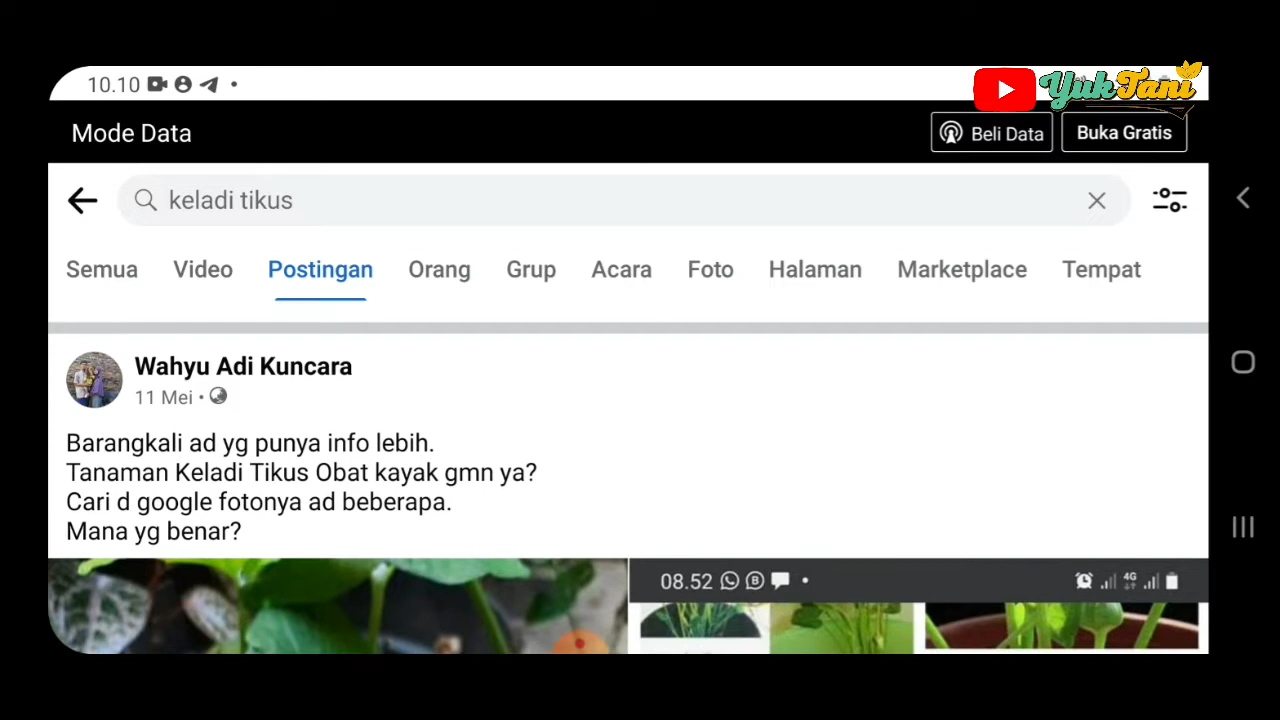 10.10
YukTani
Mode Data
Beli Data
Buka Gratis
keladi tikus
Semua
Video
Postingan
Orang
Grup
Acara
Foto
Halaman
Marketplace
Tempat
Wahyu Adi Kuncara
11 Mei •
Barangkali ad yg punya info lebih.
Tanaman Keladi Tikus Obat kayak gmn ya?
Cari d google fotonya ad beberapa.
Mana yg benar?
08.52
4G